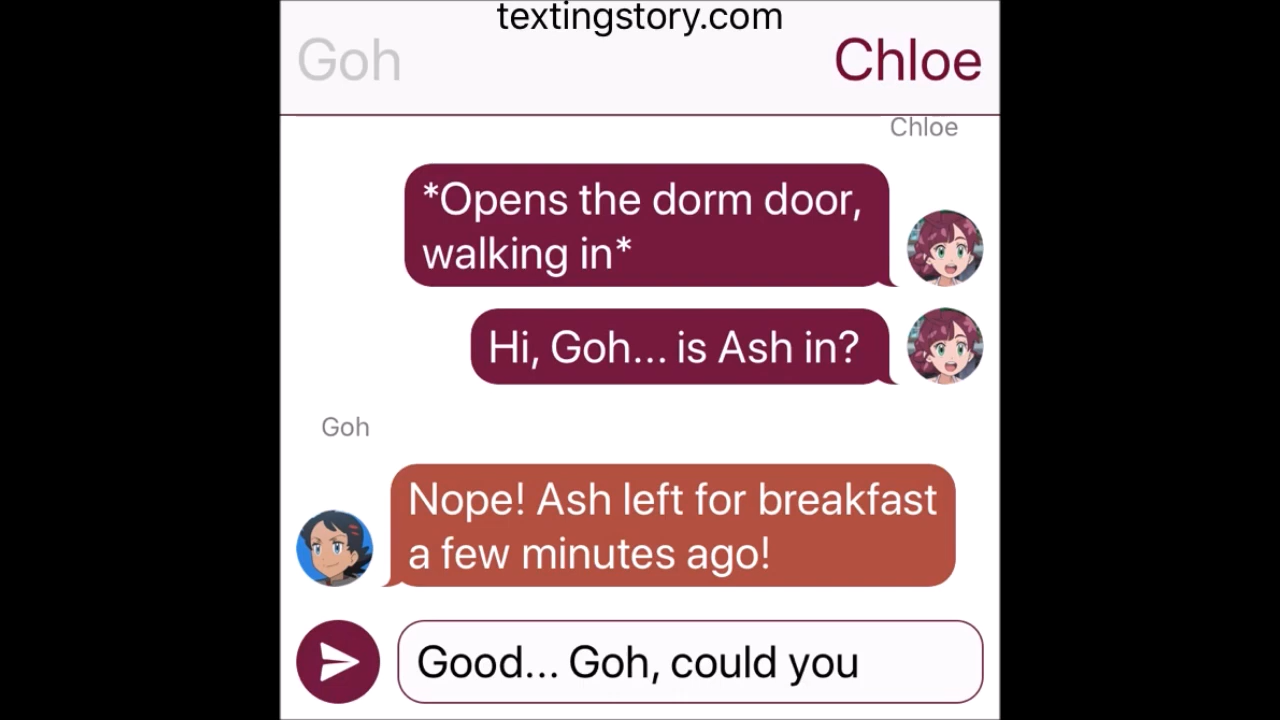 textingstory.com
Goh
Chloe
Chloe
*Opens the dorm door,
walking in*
Hi, Goh... is Ash in?
Goh
Nope! Ash left for breakfast
a few minutes ago!
Good... Goh, could you